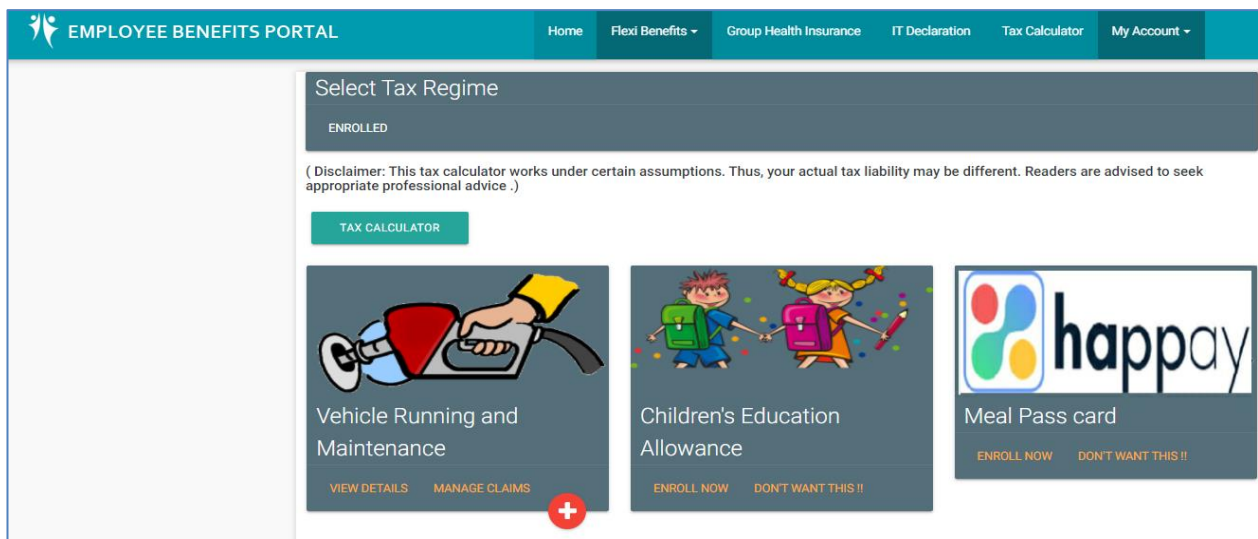 EMPLOYEE BENEFITS PORTAL
Home Flexi Benefits Group Health Insurance IT Declaration Tax Calculator My Account
Select Tax Regime
ENROLLED
( Disclaimer: This tax calculator works under certain assumptions. Thus, your actual tax liability may be different. Readers are advised to seek
appropriate professional advice .)
TAX CALCULATOR
Vehicle Running and
Maintenance
VIEW DETAILS MANAGE CLAIMS
Children's Education
Allowance
ENROLL NOW DON'T WANT THIS !!
happay
Meal Pass card
ENROLL NOW DON'T WANT THIS !!